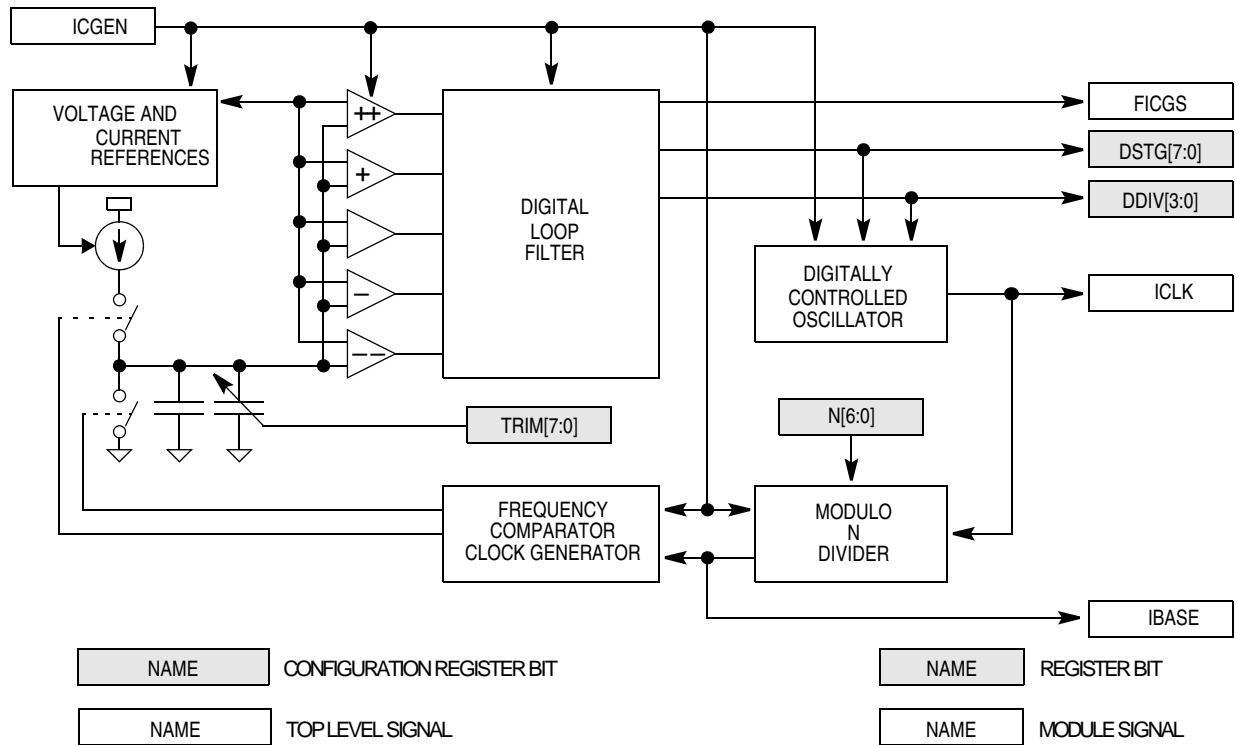 ICGEN
VOLTAGE AND
CURRENT
REFERENCES
++
+
−
−−
DIGITAL
LOOP
FILTER
FICGS
DSTG[7:0]
DDIV[3:0]
DIGITALLY
CONTROLLED
OSCILLATOR
ICLK
TRIM[7:0]
N[6:0]
FREQUENCY
COMPARATOR
CLOCK GENERATOR
MODULO
N
DIVIDER
IBASE
NAME CONFIGURATION REGISTER BIT
NAME REGISTER BIT
NAME TOP LEVEL SIGNAL
NAME MODULE SIGNAL